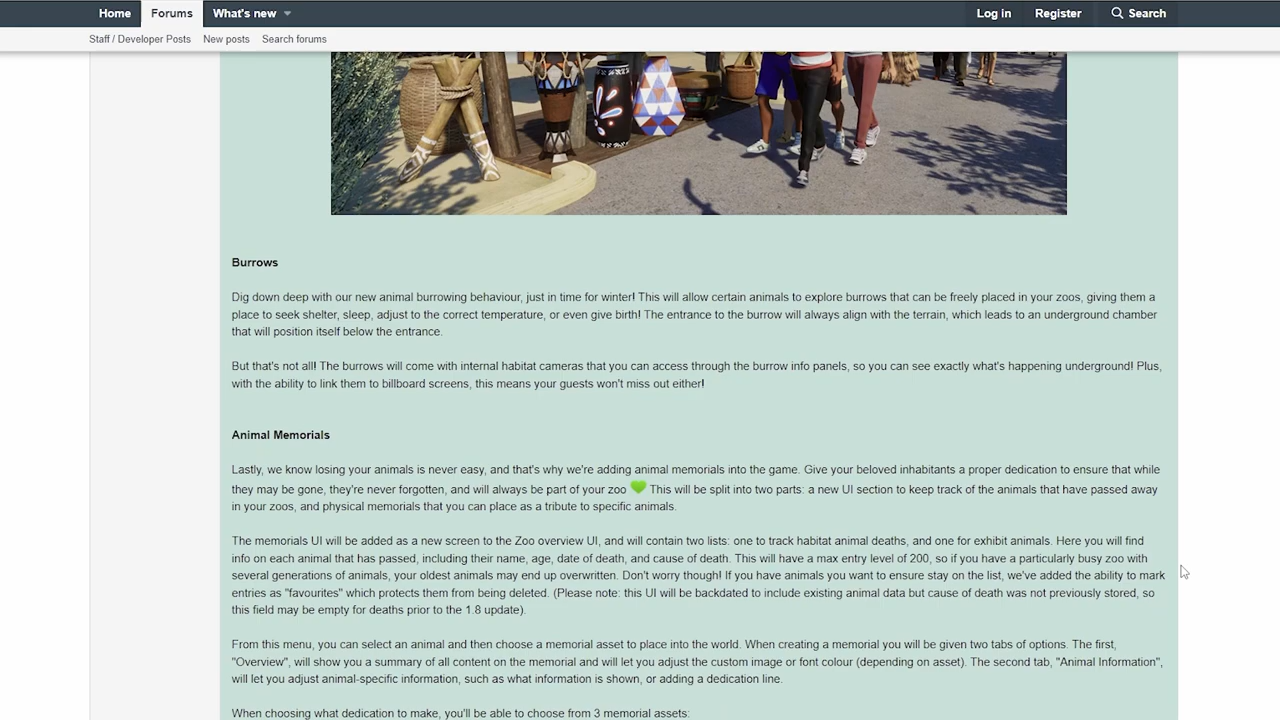 Home Forums What's new Log in Register Search
Staff / Developer Posts New posts Search forums
Burrows
Dig down deep with our new animal burrowing behaviour, just in time for winter! This will allow certain animals to explore burrows that can be freely placed in your zoos, giving them a
place to seek shelter, sleep, adjust to the correct temperature, or even give birth! The entrance to the burrow will always align with the terrain, which leads to an underground chamber
that will position itself below the entrance.
But that's not all! The burrows will come with internal habitat cameras that you can access through the burrow info panels, so you can see exactly what's happening underground! Plus,
with the ability to link them to billboard screens, this means your guests won't miss out either!
Animal Memorials
Lastly, we know losing your animals is never easy, and that's why we're adding animal memorials into the game. Give your beloved inhabitants a proper dedication to ensure that while
they may be gone, they're never forgotten, and will always be part of your zoo 💚 This will be split into two parts: a new UI section to keep track of the animals that have passed away
in your zoos, and physical memorials that you can place as a tribute to specific animals.
The memorials UI will be added as a new screen to the Zoo overview UI, and will contain two lists: one to track habitat animal deaths, and one for exhibit animals. Here you will find
info on each animal that has passed, including their name, age, date of death, and cause of death. This will have a max entry level of 200, so if you have a particularly busy zoo with
several generations of animals, your oldest animals may end up overwritten. Don't worry though! If you have animals you want to ensure stay on the list, we've added the ability to mark
entries as "favourites" which protects them from being deleted. (Please note: this UI will be backdated to include existing animal data but cause of death was not previously stored, so
this field may be empty for deaths prior to the 1.8 update).
From this menu, you can select an animal and then choose a memorial asset to place into the world. When creating a memorial you will be given two tabs of options. The first,
"Overview", will show you a summary of all content on the memorial and will let you adjust the custom image or font colour (depending on asset). The second tab, "Animal Information",
will let you adjust animal-specific information, such as what information is shown, or adding a dedication line.
When choosing what dedication to make, you'll be able to choose from 3 memorial assets: